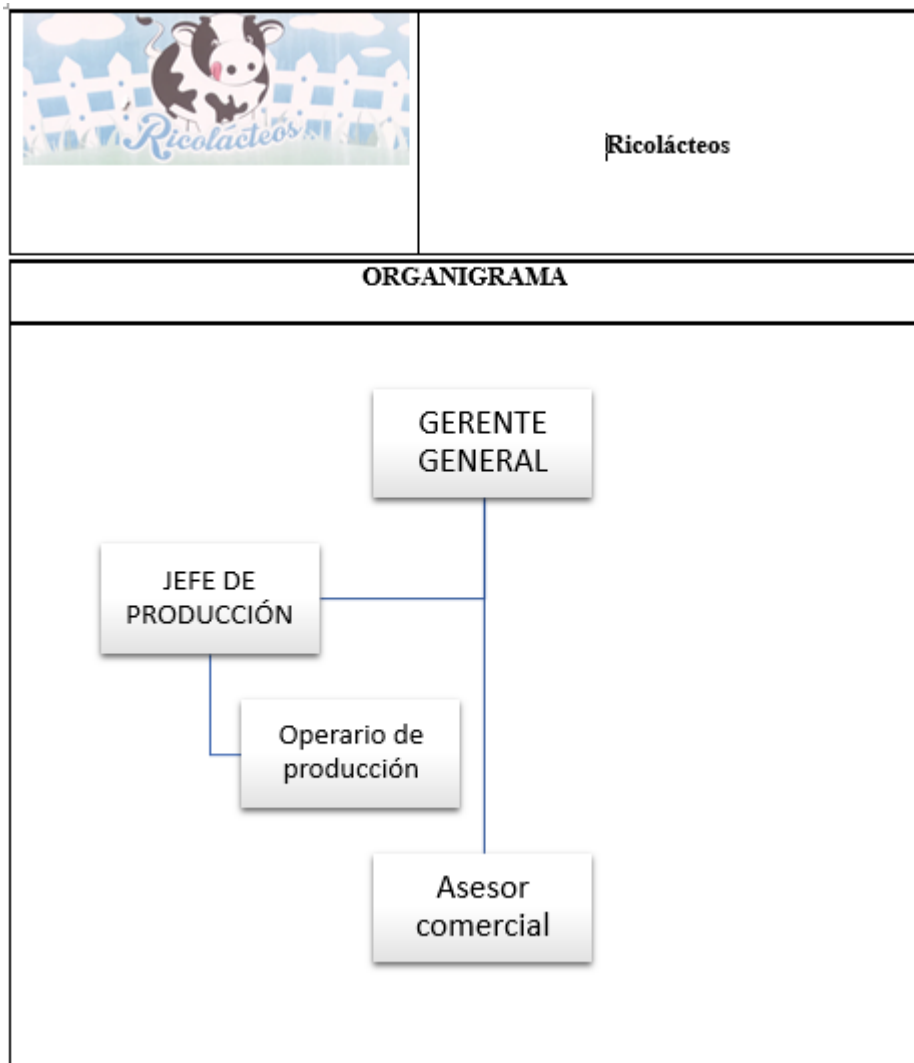 Ricolácteos
Ricolácteos
ORGANIGRAMA
GERENTE
GENERAL
JEFE DE
PRODUCCIÓN
Operario de
producción
Asesor
comercial